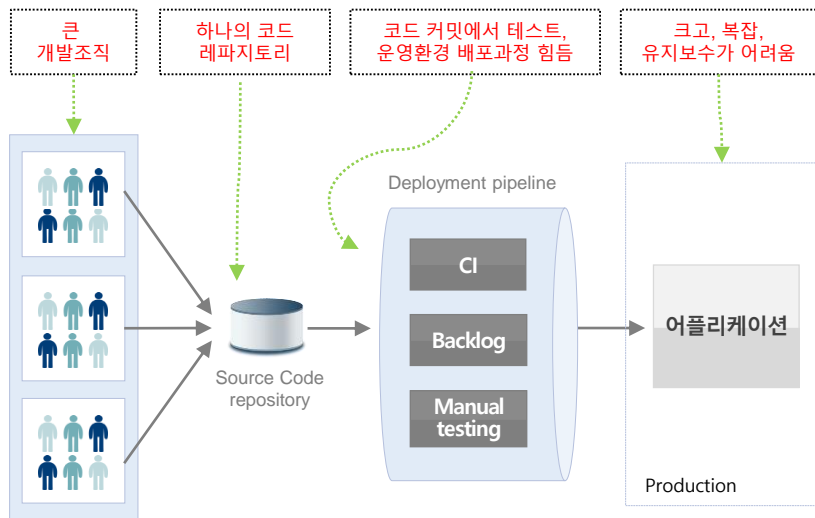 큰
개발조직
하나의 코드
레파지토리
코드 커밋에서 테스트,
운영환경 배포과정 힘듬
크고, 복잡,
유지보수가 어려움
Deployment pipeline
CI
Backlog
Manual
testing
Source Code
repository
어플리케이션
Production